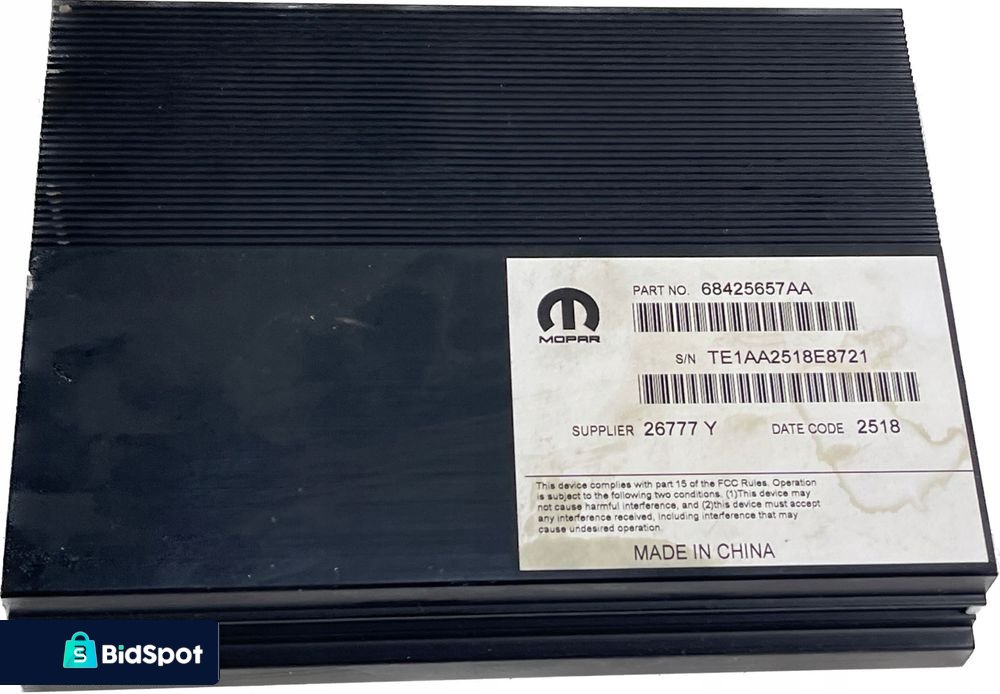 MOPAR
PART NO. 68425657AA
S/N TE1AA2518E8721
SUPPLIER 26777 Y DATE CODE 2518
This device complies with part 15 of the FCC Rules. Operation
is subject to the following two conditions. (1)This device may
not cause harmful interference, and (2)this device must accept
any interference received, including interference that may
cause undesired operation.
MADE IN CHINA
S BidSpot